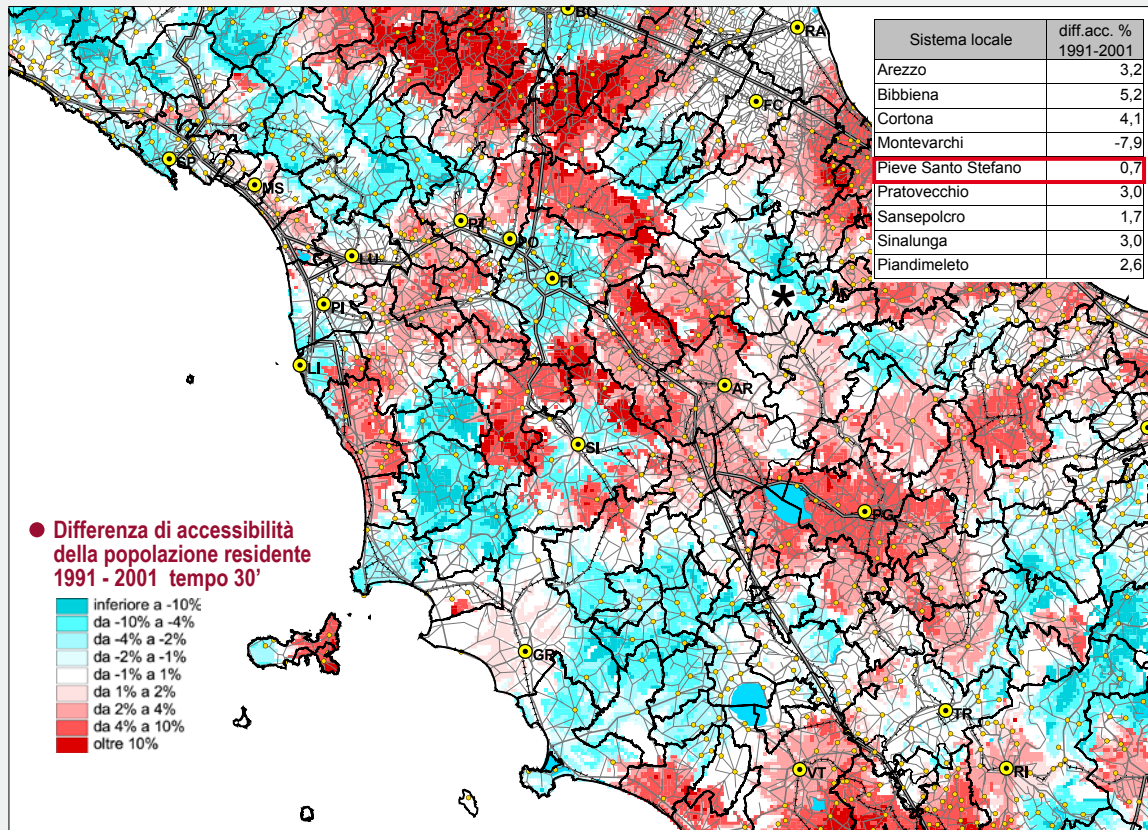 Sistema locale diff.acc. % 1991-2001
Arezzo 3,2
Bibbiena 5,2
Cortona 4,1
Montevarchi -7,9
Pieve Santo Stefano 0,7
Pratovecchio 3,0
Sansepolcro 1,7
Sinalunga 3,0
Piandimeleto 2,6
BO
RA
FC
SP
MS
PT
PO
LU
FI
*
PI
LI
AR
SI
PG
GR
TR
VT
RI
● Differenza di accessibilità
della popolazione residente
1991 - 2001 tempo 30'
inferiore a -10%
da -10% a -4%
da -4% a -2%
da -2% a -1%
da -1% a 1%
da 1% a 2%
da 2% a 4%
da 4% a 10%
oltre 10%